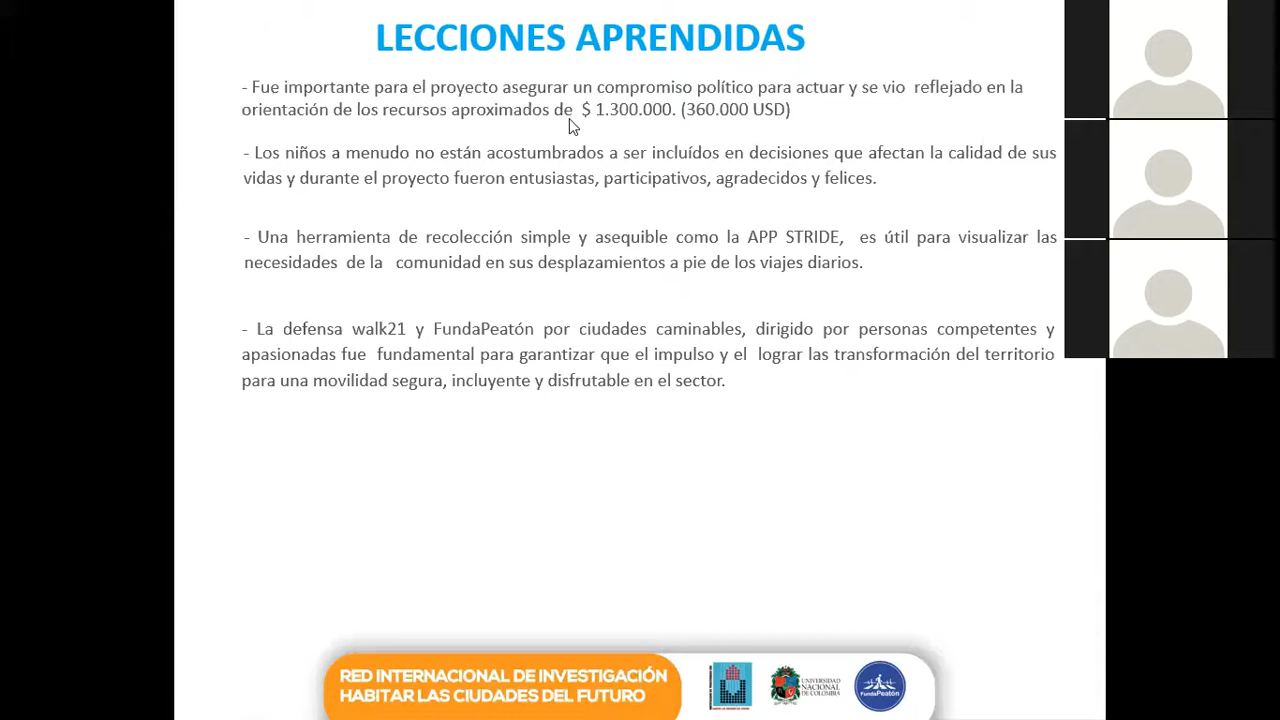 LECCIONES APRENDIDAS
- Fue importante para el proyecto asegurar un compromiso político para actuar y se vio reflejado en la
orientación de los recursos aproximados de $ 1.300.000. (360.000 USD)
- Los niños a menudo no están acostumbrados a ser incluídos en decisiones que afectan la calidad de sus
vidas y durante el proyecto fueron entusiastas, participativos, agradecidos y felices.
- Una herramienta de recolección simple y asequible como la APP STRIDE, es útil para visualizar las
necesidades de la comunidad en sus desplazamientos a pie de los viajes diarios.
- La defensa walk21 y FundaPeatón por ciudades caminables, dirigido por personas competentes y
apasionadas fue fundamental para garantizar que el impulso y el lograr las transformación del territorio
para una movilidad segura, incluyente y disfrutable en el sector.
RED INTERNACIONAL DE INVESTIGACIÓN
HABITAR LAS CIUDADES DEL FUTURO
UNIVERSIDAD
NACIONAL
DE COLOMBIA
FundaPeatón